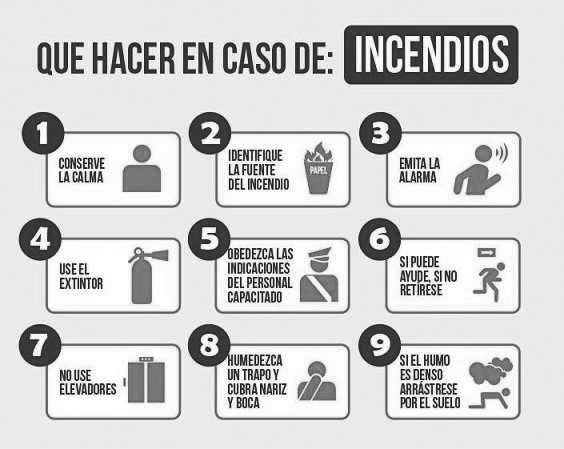 QUE HACER EN CASO DE: INCENDIOS
1
CONSERVE
LA CALMA
2
IDENTIFIQUE
LA FUENTE
DEL INCENDIO
PAPEL
3
EMITA LA
ALARMA
4
USE EL
EXTINTOR
5
OBEDEZCA LAS
INDICACIONES
DEL PERSONAL
CAPACITADO
6
SI PUEDE
AYUDE, SI NO
RETÍRESE
7
NO USE
ELEVADORES
8
HUMEDEZCA
UN TRAPO Y
CUBRA NARIZ
Y BOCA
9
SI EL HUMO
ES DENSO
ARRÁSTRESE
POR EL SUELO